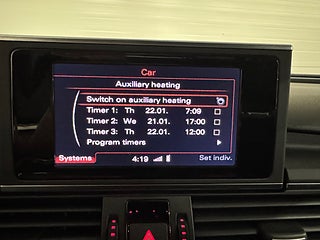 Car
Auxiliary heating
Switch on auxiliary heating
Timer 1: Th 22.01. 7:09
Timer 2: We 21.01. 17:00
Timer 3: Th 22.01. 12:00
Program timers
Systems 4:19 Set indiv.